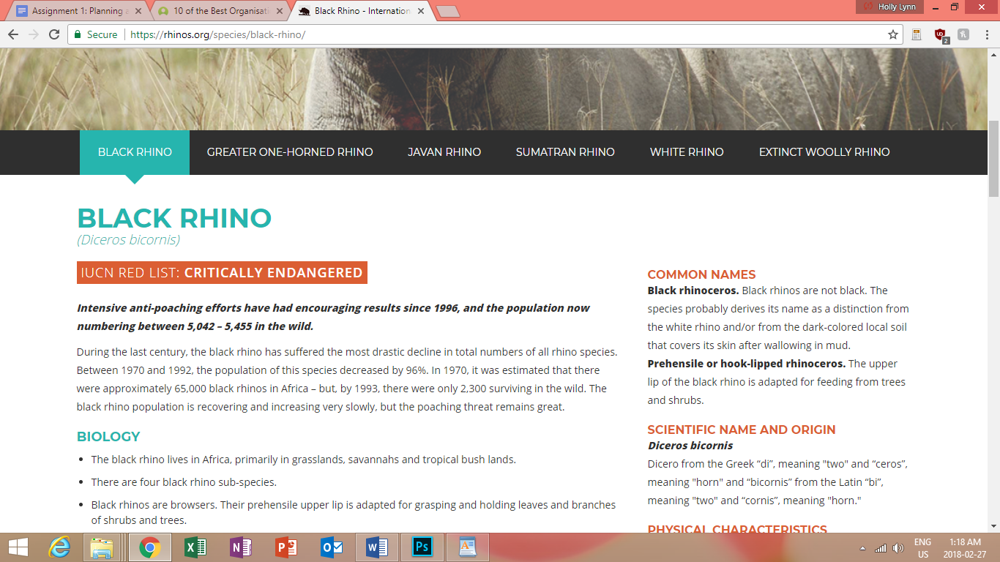 Assignment 1: Planning a
10 of the Best Organisati
Black Rhino - Internation
Holly Lynn
Secure
https://rhinos.org/species/black-rhino/
2
BLACK RHINO
GREATER ONE-HORNED RHINO
JAVAN RHINO
SUMATRAN RHINO
WHITE RHINO
EXTINCT WOOLLY RHINO
BLACK RHINO
(Diceros bicornis)
IUCN RED LIST: CRITICALLY ENDANGERED
Intensive anti-poaching efforts have had encouraging results since 1996, and the population now
numbering between 5,042 – 5,455 in the wild.
During the last century, the black rhino has suffered the most drastic decline in total numbers of all rhino species.
Between 1970 and 1992, the population of this species decreased by 96%. In 1970, it was estimated that there
were approximately 65,000 black rhinos in Africa – but, by 1993, there were only 2,300 surviving in the wild. The
black rhino population is recovering and increasing very slowly, but the poaching threat remains great.
BIOLOGY
• The black rhino lives in Africa, primarily in grasslands, savannahs and tropical bush lands.
• There are four black rhino sub-species.
• Black rhinos are browsers. Their prehensile upper lip is adapted for grasping and holding leaves and branches
of shrubs and trees.
COMMON NAMES
Black rhinoceros. Black rhinos are not black. The
species probably derives its name as a distinction from
the white rhino and/or from the dark-colored local soil
that covers its skin after wallowing in mud.
Prehensile or hook-lipped rhinoceros. The upper
lip of the black rhino is adapted for feeding from trees
and shrubs.
SCIENTIFIC NAME AND ORIGIN
Diceros bicornis
Dicero from the Greek “di”, meaning "two" and “ceros”,
meaning "horn" and “bicornis” from the Latin “bi”,
meaning "two" and “cornis”, meaning "horn."
PHYSICAL CHARACTERISTICS
Ps
ENG
US
1:18 AM
2018-02-27